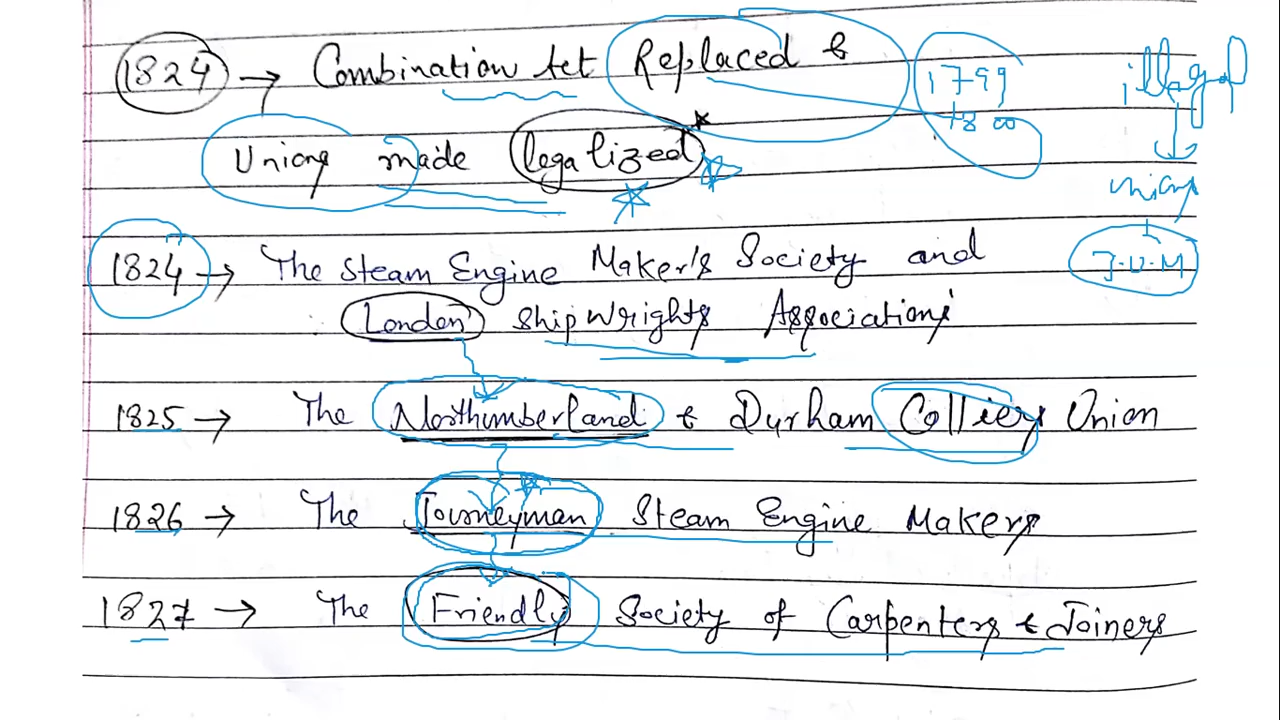 1824 → Combination Act Replaced &
1799
1800
illegal
Unions made legalized
unions
T.U.M
1824 → The Steam Engine Maker's Society and
London Shipwrights Associations
1825 → The Northumberland & Durham Colliery Union
1826 → The Journeyman Steam Engine Makers
1827 → The Friendly Society of Carpenters & Joiners